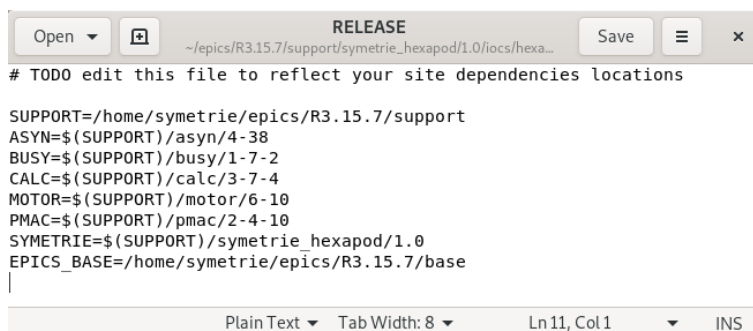 Open
RELEASE
~/epics/R3.15.7/support/symetrie_hexapod/1.0/iocs/hexa...
Save
# TODO edit this file to reflect your site dependencies locations
SUPPORT=/home/symetrie/epics/R3.15.7/support
ASYN=$(SUPPORT)/asyn/4-38
BUSY=$(SUPPORT)/busy/1-7-2
CALC=$(SUPPORT)/calc/3-7-4
MOTOR=$(SUPPORT)/motor/6-10
PMAC=$(SUPPORT)/pmac/2-4-10
SYMETRIE=$(SUPPORT)/symetrie_hexapod/1.0
EPICS_BASE=/home/symetrie/epics/R3.15.7/base
Plain Text Tab Width: 8 Ln 11, Col 1 INS